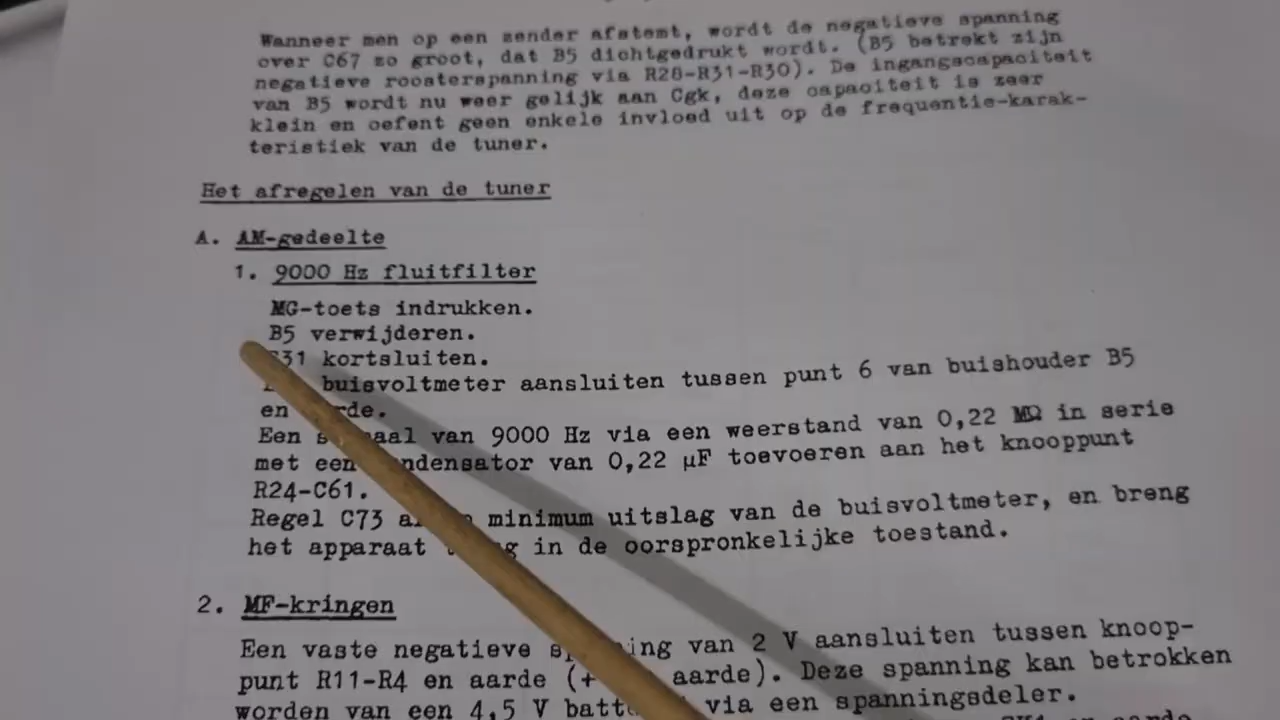 Wanneer men op een zender afstemt, wordt de negatieve spanning
over C67 zo groot, dat B5 dichtgedrukt wordt. (B5 betrekt zijn
negatieve roosterspanning via R28-R31-R30). De ingangscapaciteit
van B5 wordt nu weer gelijk aan Cgk, deze capaciteit is zeer
klein en oefent geen enkele invloed uit op de frequentie-karak-
teristiek van de tuner.
Het afregelen van de tuner
A. AM-gedeelte
1. 9000 Hz fluitfilter
MG-toets indrukken.
B5 verwijderen.
31 kortsluiten.
buisvoltmeter aansluiten tussen punt 6 van buishouder B5
en rde.
Een s aal van 9000 Hz via een weerstand van 0,22 MΩ in serie
met een ndensator van 0,22 µF toevoeren aan het knooppunt
R24-C61.
Regel C73 a minimum uitslag van de buisvoltmeter, en breng
het apparaat g in de oorspronkelijke toestand.
2. MF-kringen
Een vaste negatieve s ing van 2 V aansluiten tussen knoop-
punt R11-R4 en aarde (+ aarde). Deze spanning kan betrokken
worden van een 4,5 V batt via een spanningsdeler.